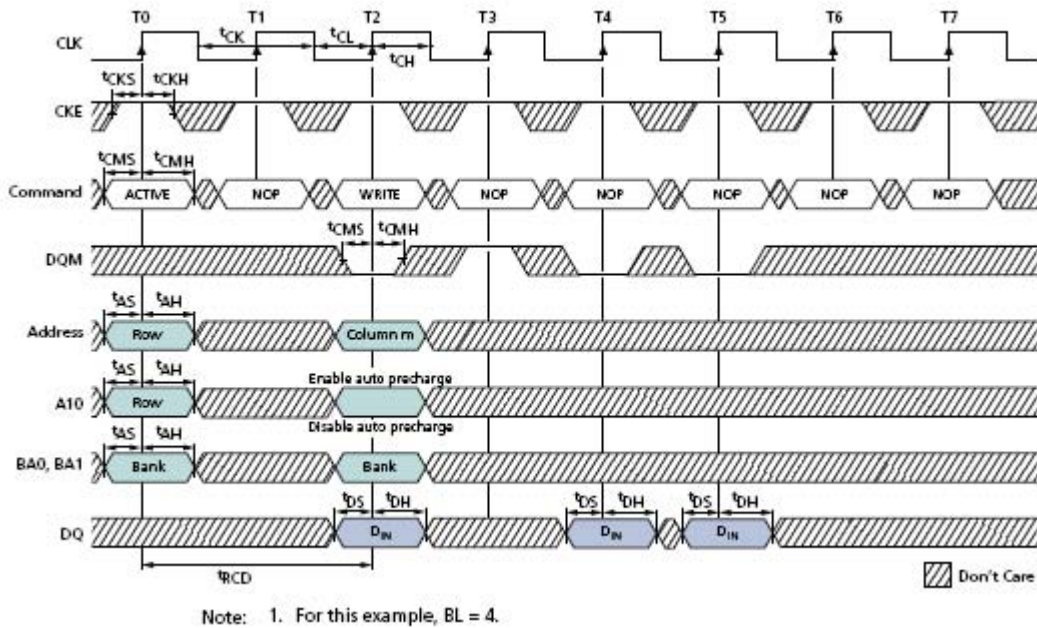 T0 T1 T2 T3 T4 T5 T6 T7
CLK
tCK tCL
tCH
tCKS tCKH
CKE
tCMS tCMH
Command ACTIVE NOP WRITE NOP NOP NOP NOP NOP
tCMS tCMH
DQM
tAS tAH
Address Row Column m
tAS tAH Enable auto precharge
A10 Row
tAS tAH Disable auto precharge
BA0, BA1 Bank Bank
tDS tDH tDS tDH tDS tDH
DQ DIN DIN DIN
tRCD
Don't Care
Note: 1. For this example, BL = 4.